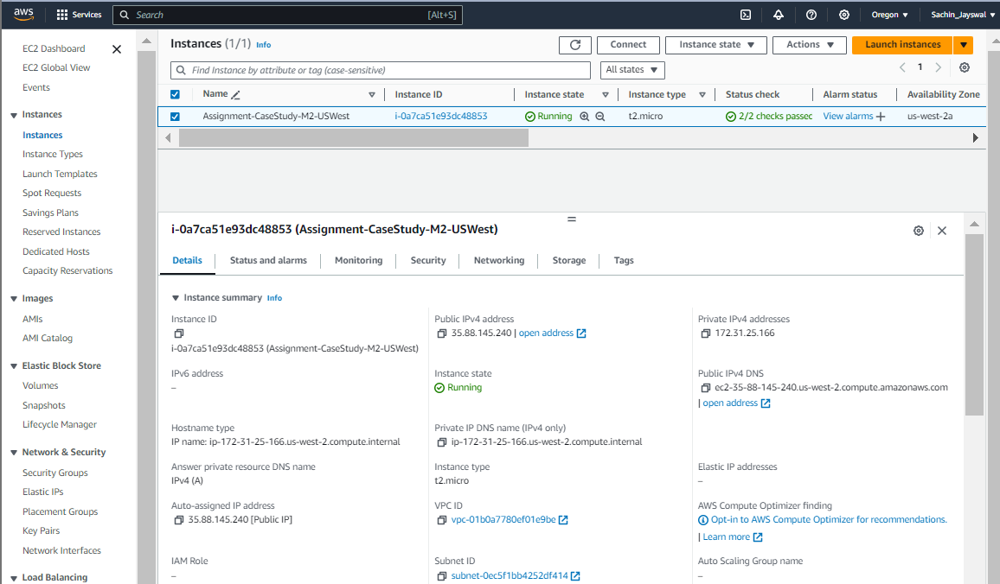 aws Services Search [Alt+S] Oregon Sachin_Jayswal
EC2 Dashboard
EC2 Global View
Events
Instances
Instances
Instance Types
Launch Templates
Spot Requests
Savings Plans
Reserved Instances
Dedicated Hosts
Capacity Reservations
Images
AMIs
AMI Catalog
Elastic Block Store
Volumes
Snapshots
Lifecycle Manager
Network & Security
Security Groups
Elastic IPs
Placement Groups
Key Pairs
Network Interfaces
Load Balancing
Instances (1/1) Info Connect Instance state Actions Launch instances
Find Instance by attribute or tag (case-sensitive) All states 1
Name Instance ID Instance state Instance type Status check Alarm status Availability Zone
Assignment-CaseStudy-M2-USWest i-0a7ca51e93dc48853 Running t2.micro 2/2 checks passed View alarms + us-west-2a
i-0a7ca51e93dc48853 (Assignment-CaseStudy-M2-USWest)
Details Status and alarms Monitoring Security Networking Storage Tags
Instance summary Info
Instance ID
i-0a7ca51e93dc48853 (Assignment-CaseStudy-M2-USWest)
Public IPv4 address
35.88.145.240 | open address
Private IPv4 addresses
172.31.25.166
IPv6 address
–
Instance state
Running
Public IPv4 DNS
ec2-35-88-145-240.us-west-2.compute.amazonaws.com
| open address
Hostname type
IP name: ip-172-31-25-166.us-west-2.compute.internal
Private IP DNS name (IPv4 only)
ip-172-31-25-166.us-west-2.compute.internal
Answer private resource DNS name
IPv4 (A)
Instance type
t2.micro
Elastic IP addresses
–
Auto-assigned IP address
35.88.145.240 [Public IP]
VPC ID
vpc-01b0a7780ef01e9be
AWS Compute Optimizer finding
Opt-in to AWS Compute Optimizer for recommendations.
| Learn more
IAM Role
–
Subnet ID
subnet-0ec5f1bb4252df414
Auto Scaling Group name
–